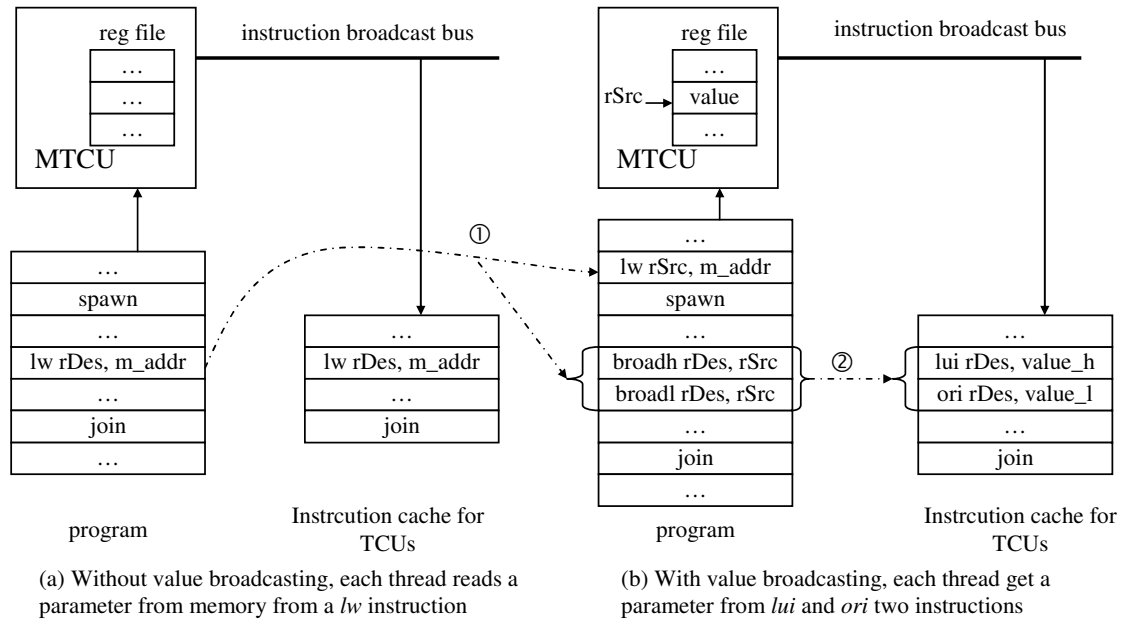 reg file
instruction broadcast bus
…
…
…
MTCU
…
spawn
…
lw rDes, m_addr
…
join
…
program
…
lw rDes, m_addr
…
join
Instrcution cache for
TCUs
(a) Without value broadcasting, each thread reads a
parameter from memory from a lw instruction
①
reg file
instruction broadcast bus
…
rSrc
value
…
MTCU
…
lw rSrc, m_addr
spawn
…
broadh rDes, rSrc
broadl rDes, rSrc
…
join
…
program
②
…
lui rDes, value_h
ori rDes, value_l
…
join
Instrcution cache for
TCUs
(b) With value broadcasting, each thread get a
parameter from lui and ori two instructions